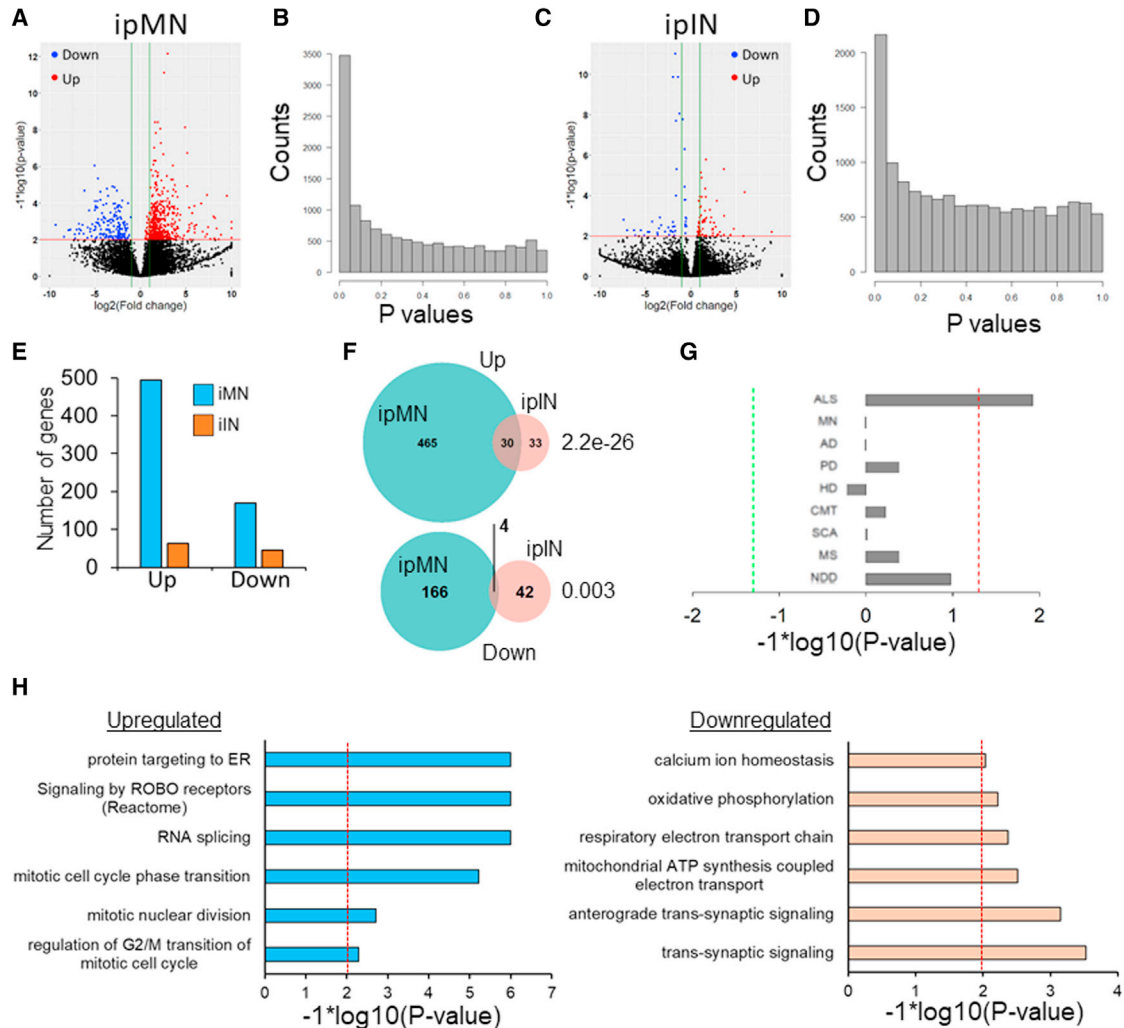 A
ipMN
Down
Up
-1*log10(p-value)
12
10
8
6
4
2
0
-10
-5
0
5
10
log2(Fold change)
B
Counts
3500
3000
2500
2000
1500
1000
500
0
0.0
0.2
0.4
0.6
0.8
1.0
P values
C
ipIN
Down
Up
-1*log10(p-value)
10
8
6
4
2
0
-10
-5
0
5
10
log2(Fold change)
D
Counts
2000
1500
1000
500
0
0.0
0.2
0.4
0.6
0.8
1.0
P values
E
Number of genes
500
400
300
200
100
0
iMN
iIN
Up
Down
F
Up
ipMN
ipIN
465
30
33
2.2e-26
4
ipMN
ipIN
166
42
0.003
Down
G
ALS
MN
AD
PD
HD
CMT
SCA
MS
NDD
-2
-1
0
1
2
-1*log10(P-value)
H
Upregulated
protein targeting to ER
Signaling by ROBO receptors
(Reactome)
RNA splicing
mitotic cell cycle phase transition
mitotic nuclear division
regulation of G2/M transition of
mitotic cell cycle
0
1
2
3
4
5
6
7
-1*log10(P-value)
Downregulated
calcium ion homeostasis
oxidative phosphorylation
respiratory electron transport chain
mitochondrial ATP synthesis coupled
electron transport
anterograde trans-synaptic signaling
trans-synaptic signaling
0
1
2
3
4
-1*log10(P-value)